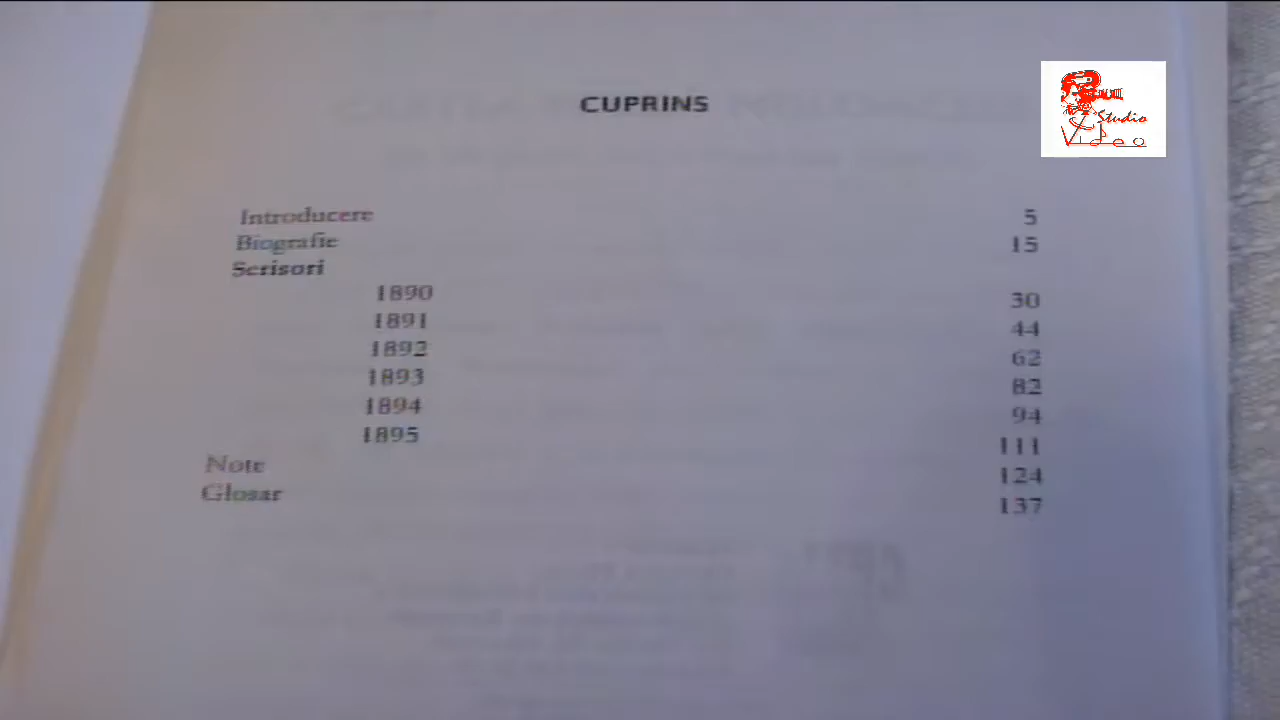 CUPRINS
Studio
Video
Introducere 5
Biografie 15
Scrisori
1890 30
1891 44
1892 62
1893 82
1894 94
1895 111
Note 124
Glosar 137